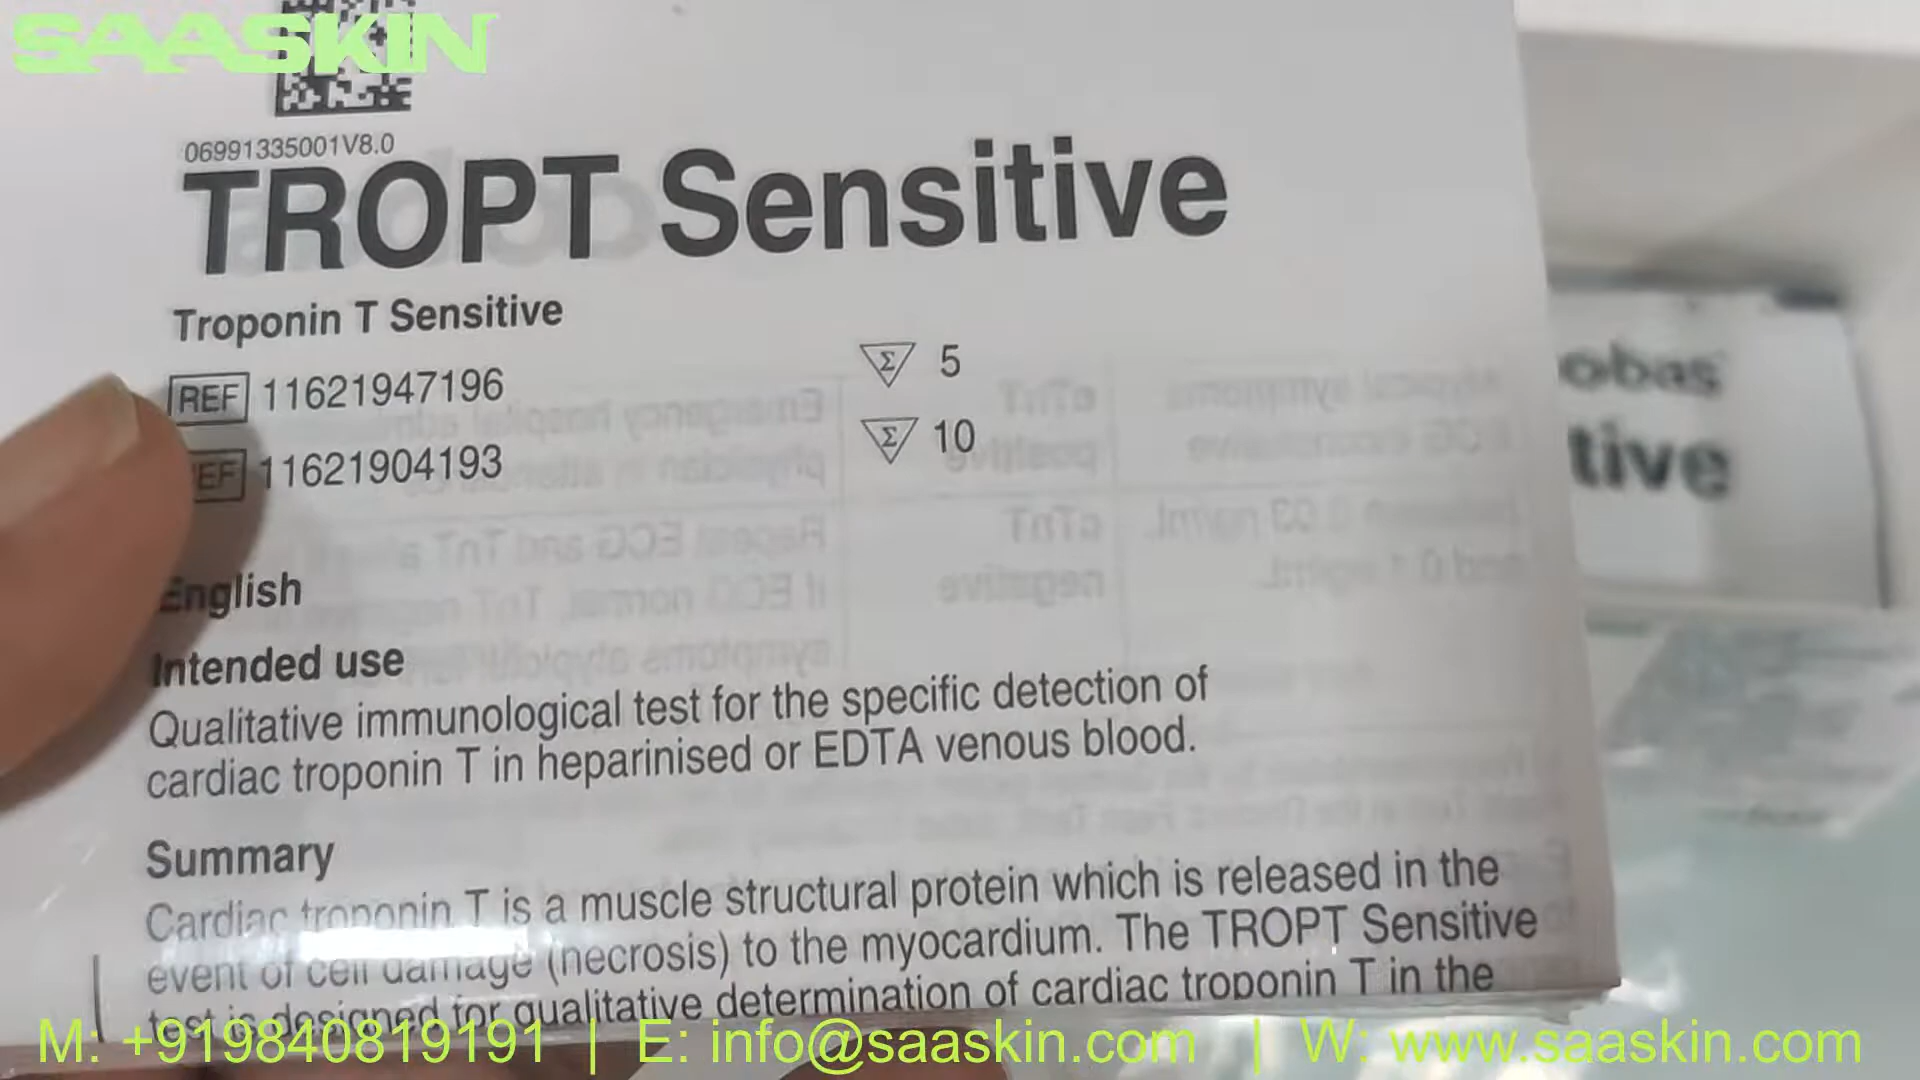 SAASKIN
06991335001V8.0
TROPT Sensitive
Troponin T Sensitive
REF 11621947196 Σ 5
REF 11621904193 Σ 10
English
Intended use
Qualitative immunological test for the specific detection of
cardiac troponin T in heparinised or EDTA venous blood.
Summary
Cardiac troponin T is a muscle structural protein which is released in the
event of cell damage (necrosis) to the myocardium. The TROPT Sensitive
test is designed for qualitative determination of cardiac troponin T in the
obas
tive
M: +919840819191 | E: info@saaskin.com | W: www.saaskin.com